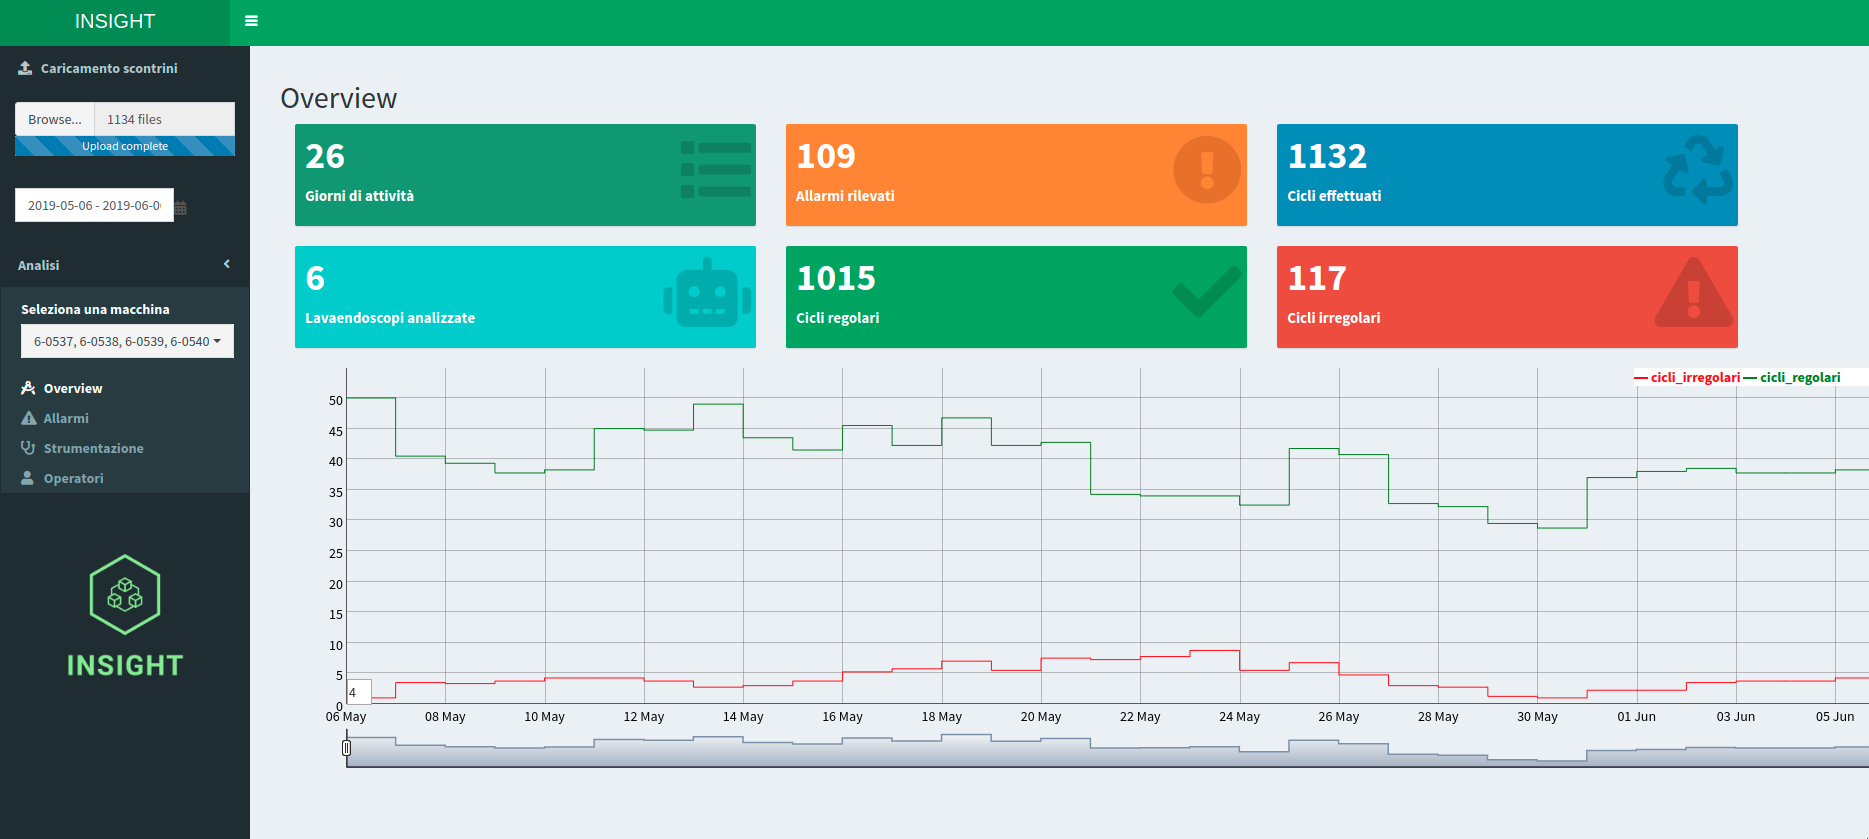 INSIGHT
Caricamento scontrini
Browse... 1134 files
Upload complete
2019-05-06 - 2019-06-0
Analisi
Seleziona una macchina
6-0537, 6-0538, 6-0539, 6-0540
Overview
Allarmi
Strumentazione
Operatori
INSIGHT
Overview
26
Giorni di attività
109
Allarmi rilevati
1132
Cicli effettuati
6
Lavaendoscopi analizzate
1015
Cicli regolari
117
Cicli irregolari
cicli_irregolari cicli_regolari
50
45
40
35
30
25
20
15
10
5
0
4
06 May 08 May 10 May 12 May 14 May 16 May 18 May 20 May 22 May 24 May 26 May 28 May 30 May 01 Jun 03 Jun 05 Jun